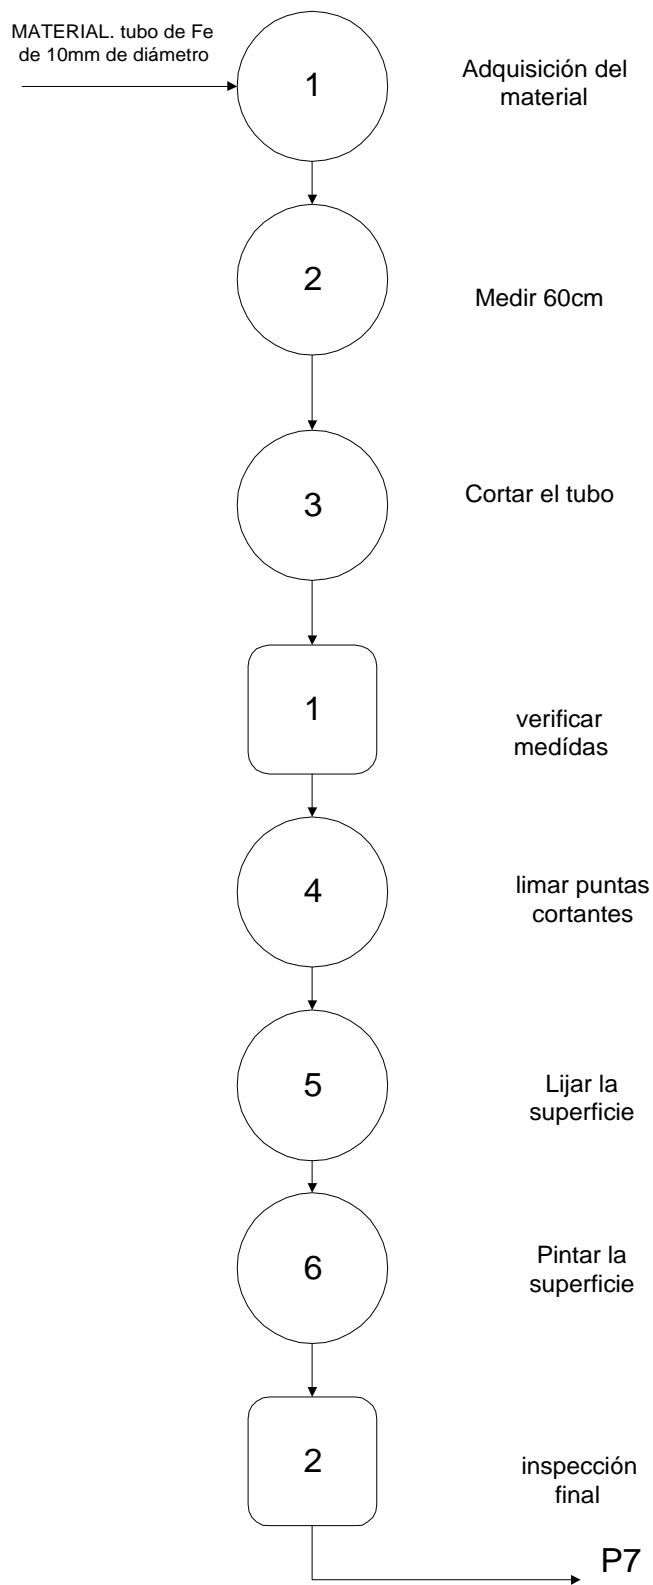 MATERIAL. tubo de Fe
de 10mm de diámetro
1
Adquisición del
material
2
Medir 60cm
3
Cortar el tubo
1
verificar
medídas
4
limar puntas
cortantes
5
Lijar la
superficie
6
Pintar la
superficie
2
inspección
final
P7